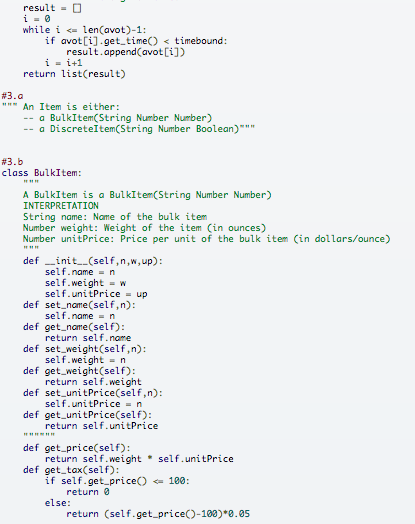 result = []
i = 0
while i <= len(avot)-1:
if avot[i].get_time() < timebound:
result.append(avot[i])
i = i+1
return list(result)
#3.a
""" An Item is either:
-- a BulkItem(String Number Number)
-- a DiscreteItem(String Number Boolean)"""
#3.b
class BulkItem:
"""
A BulkItem is a BulkItem(String Number Number)
INTERPRETATION
String name: Name of the bulk item
Number weight: Weight of the item (in ounces)
Number unitPrice: Price per unit of the bulk item (in dollars/ounce)
"""
def __init__(self,n,w,up):
self.name = n
self.weight = w
self.unitPrice = up
def set_name(self,n):
self.name = n
def get_name(self):
return self.name
def set_weight(self,n):
self.weight = n
def get_weight(self):
return self.weight
def set_unitPrice(self,n):
self.unitPrice = n
def get_unitPrice(self):
return self.unitPrice
""""""
def get_price(self):
return self.weight * self.unitPrice
def get_tax(self):
if self.get_price() <= 100:
return 0
else:
return (self.get_price()-100)*0.05